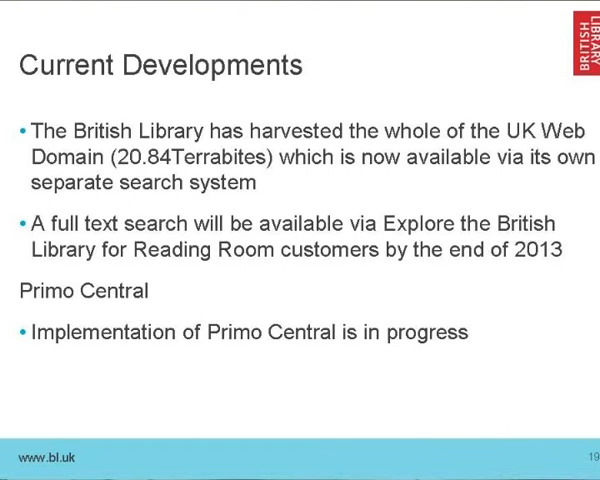 BRITISH
LIBRARY
Current Developments
• The British Library has harvested the whole of the UK Web
Domain (20.84Terrabites) which is now available via its own
separate search system
• A full text search will be available via Explore the British
Library for Reading Room customers by the end of 2013
Primo Central
• Implementation of Primo Central is in progress
www.bl.uk
19